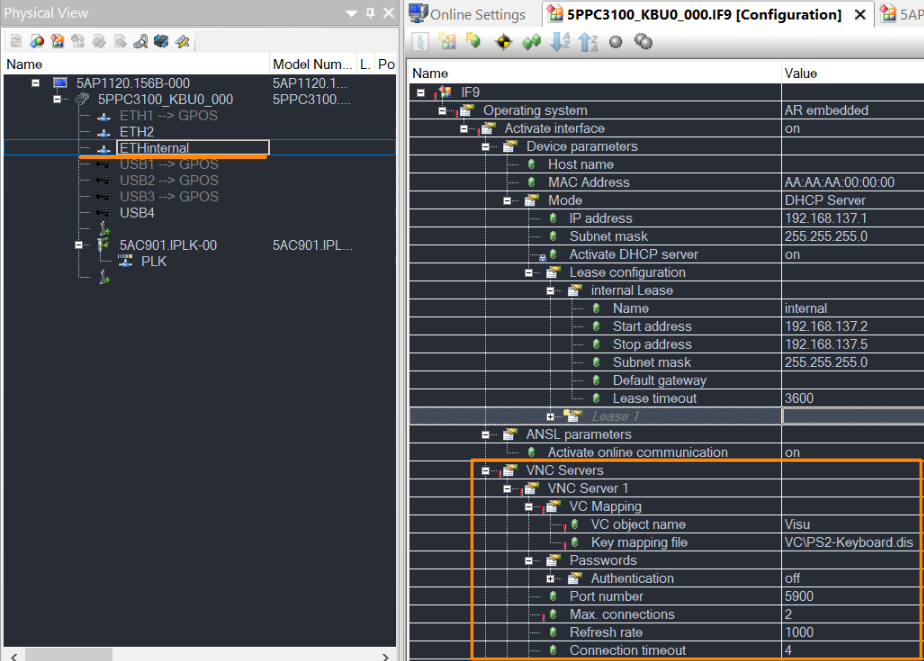 Physical View
Name Model Num... L. Po
5AP1120.156B-000 5AP1120.1...
5PPC3100_KBU0_000 5PPC3100....
ETH1 --> GPOS
ETH2
ETHinternal
USB1 --> GPOS
USB2 --> GPOS
USB3 --> GPOS
USB4
5AC901.IPLK-00 5AC901.IPL...
PLK
Online Settings 5PPC3100_KBU0_000.IF9 [Configuration] 5AP
Name Value
IF9
Operating system AR embedded
Activate interface on
Device parameters
Host name
MAC Address AA:AA:AA:00:00:00
Mode DHCP Server
IP address 192.168.137.1
Subnet mask 255.255.255.0
Activate DHCP server on
Lease configuration
internal Lease
Name internal
Start address 192.168.137.2
Stop address 192.168.137.5
Subnet mask 255.255.255.0
Default gateway
Lease timeout 3600
Lease 1
ANSL parameters
Activate online communication on
VNC Servers
VNC Server 1
VC Mapping
VC object name Visu
Key mapping file VC\PS2-Keyboard.dis
Passwords
Authentication off
Port number 5900
Max. connections 2
Refresh rate 1000
Connection timeout 4